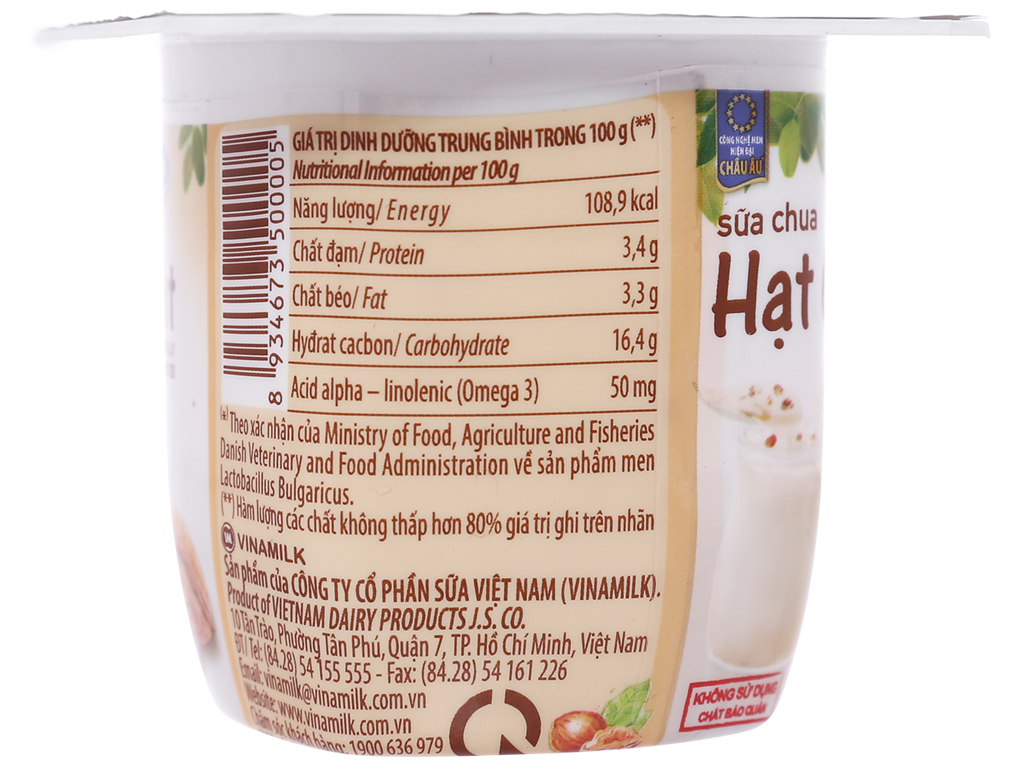 GIÁ TRỊ DINH DƯỠNG TRUNG BÌNH TRONG 100 g (**)
Nutritional Information per 100 g
Năng lượng/ Energy 108,9 kcal
Chất đạm/ Protein 3,4 g
Chất béo/ Fat 3,3 g
Hyđrat cacbon/ Carbohydrate 16,4 g
Acid alpha – linolenic (Omega 3) 50 mg
8 934673 500005
(*) Theo xác nhận của Ministry of Food, Agriculture and Fisheries
Danish Veterinary and Food Administration về sản phẩm men
Lactobacillus Bulgaricus.
(**) Hàm lượng các chất không thấp hơn 80% giá trị ghi trên nhãn
VINAMILK
Sản phẩm của CÔNG TY CỔ PHẦN SỮA VIỆT NAM (VINAMILK).
Product of VIETNAM DAIRY PRODUCTS J.S. CO.
10 Tân Trào, Phường Tân Phú, Quận 7, TP. Hồ Chí Minh, Việt Nam
ĐT/ Tel: (84.28) 54 155 555 - Fax: (84.28) 54 161 226
Email: vinamilk@vinamilk.com.vn
Website: www.vinamilk.com.vn
Chăm sóc khách hàng: 1900 636 979
CÔNG NGHỆ MEN
HIỆN ĐẠI
CHÂU ÂU
sữa chua
Hạt
KHÔNG SỬ DỤNG
CHẤT BẢO QUẢN